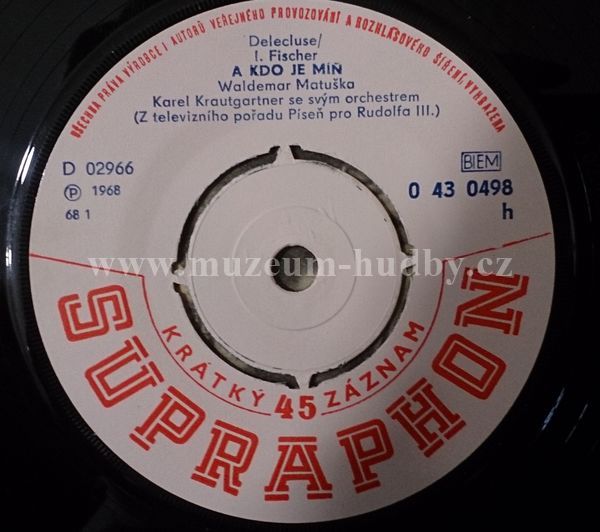 VŠECHNA PRÁVA VÝROBCE I AUTORŮ VEŘEJNÉHO PROVOZOVÁNÍ A ROZHLASOVÉHO ŠÍŘENÍ, VYHRAZENA
Delecluse/
I. Fischer
A KDO JE MÍŇ
Waldemar Matuška
Karel Krautgartner se svým orchestrem
(Z televizního pořadu Píseň pro Rudolfa III.)
D 02966
BIEM
Ⓟ 1968
0 43 0498
68 1
h
www.muzeum-hudby.cz
KRÁTKÝ 45 ZÁZNAM
SUPRAPHON